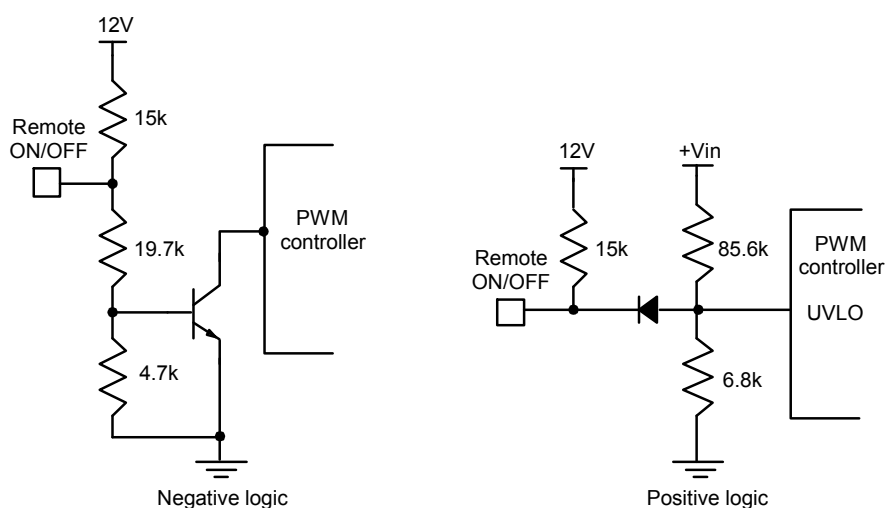 12V
15k
Remote
ON/OFF
19.7k
4.7k
PWM
controller
Negative logic
12V
+Vin
15k
85.6k
Remote
ON/OFF
PWM
controller
UVLO
6.8k
Positive logic